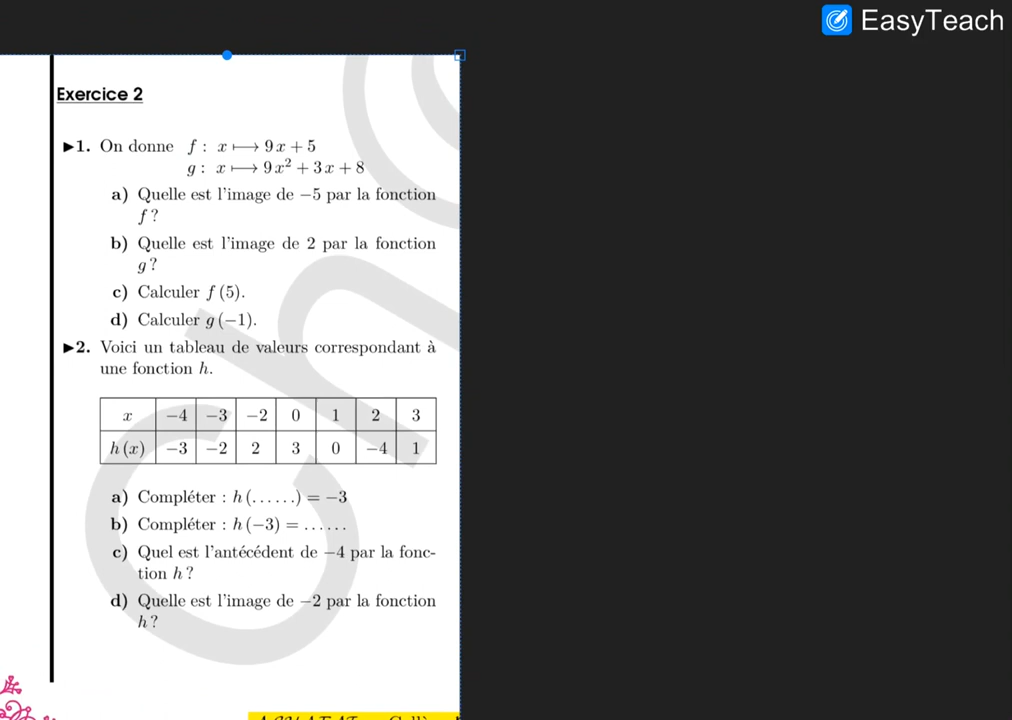 EasyTeach
Exercice 2
▶1. On donne f : x ⟼ 9x + 5
g : x ⟼ 9x² + 3x + 8
a) Quelle est l'image de −5 par la fonction
f ?
b) Quelle est l'image de 2 par la fonction
g ?
c) Calculer f (5).
d) Calculer g (−1).
▶2. Voici un tableau de valeurs correspondant à
une fonction h.
x −4 −3 −2 0 1 2 3
h (x) −3 −2 2 3 0 −4 1
a) Compléter : h (......) = −3
b) Compléter : h (−3) = ......
c) Quel est l'antécédent de −4 par la fonc-
tion h ?
d) Quelle est l'image de −2 par la fonction
h ?